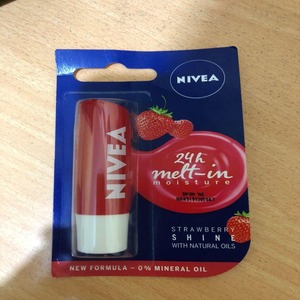 NIVEA
NIVEA
24h
melt-in
moisture
STRAWBERRY
SHINE
WITH NATURAL OILS
NEW FORMULA – 0% MINERAL OIL